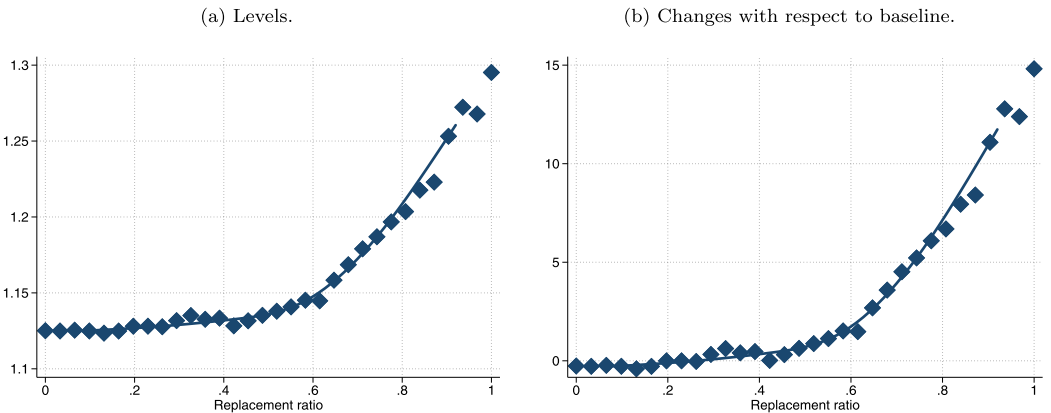 (a) Levels.
1.3
1.25
1.2
1.15
1.1
0 .2 .4 .6 .8 1
Replacement ratio
(b) Changes with respect to baseline.
15
10
5
0
0 .2 .4 .6 .8 1
Replacement ratio